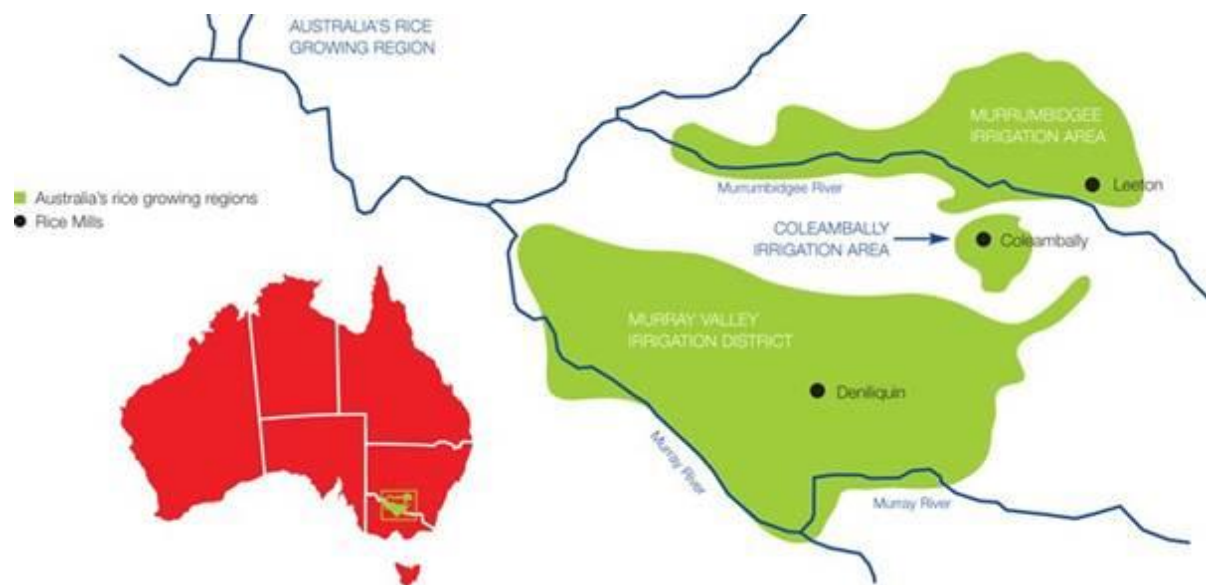 AUSTRALIA'S RICE
GROWING REGION
MURRUMBIDGEE
IRRIGATION AREA
Murrumbidgee River
Leeton
Australia's rice growing regions
Rice Mills
COLEAMBALLY
IRRIGATION AREA
Coleambally
MURRAY VALLEY
IRRIGATION DISTRICT
Deniliquin
Murray River
Murray River